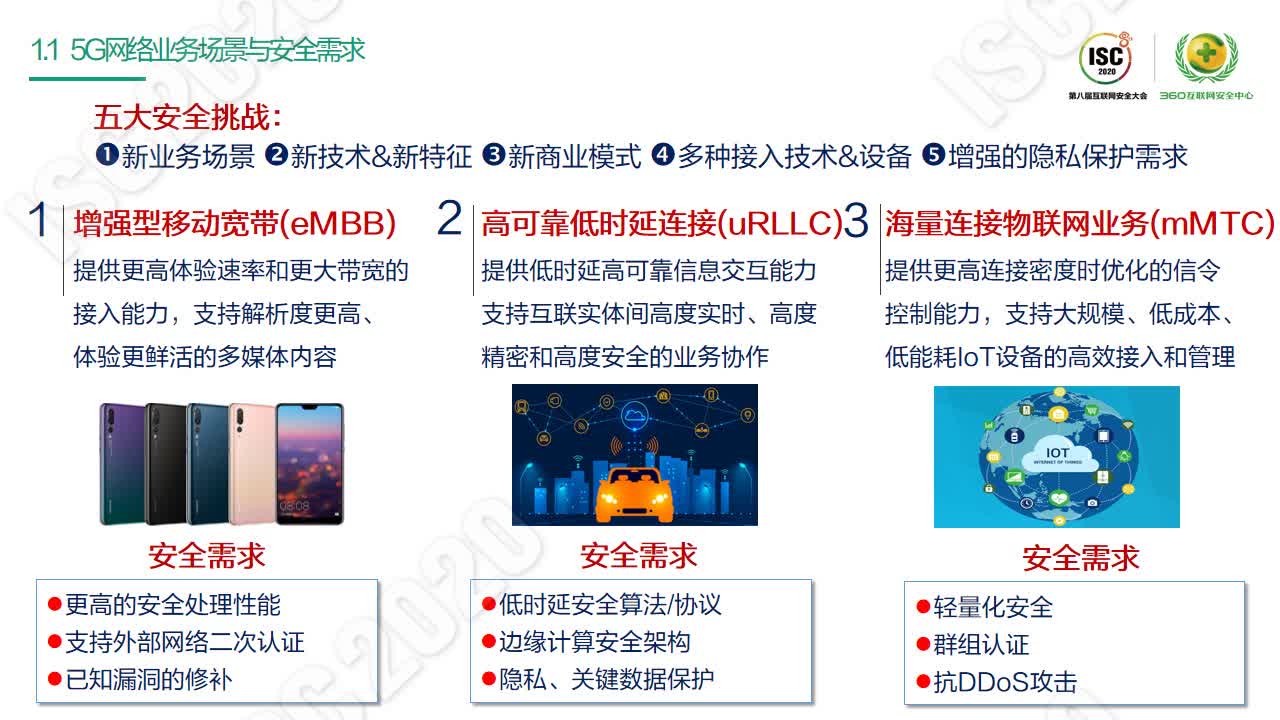 1.1 5G网络业务场景与安全需求
ISC 8th
2020
第八届互联网安全大会
360互联网安全中心
五大安全挑战：
❶新业务场景 ❷新技术&新特征 ❸新商业模式 ❹多种接入技术&设备 ❺增强的隐私保护需求
1
增强型移动宽带(eMBB)
提供更高体验速率和更大带宽的
接入能力，支持解析度更高、
体验更鲜活的多媒体内容
2
高可靠低时延连接(uRLLC)
提供低时延高可靠信息交互能力
支持互联实体间高度实时、高度
精密和高度安全的业务协作
3
海量连接物联网业务(mMTC)
提供更高连接密度时优化的信令
控制能力，支持大规模、低成本、
低能耗IoT设备的高效接入和管理
08:08
IOT
INTERNET OF THINGS
安全需求
●更高的安全处理性能
●支持外部网络二次认证
●已知漏洞的修补
安全需求
●低时延安全算法/协议
●边缘计算安全架构
●隐私、关键数据保护
安全需求
●轻量化安全
●群组认证
●抗DDoS攻击
ISC 2020
ISC 2020
ISC 2020